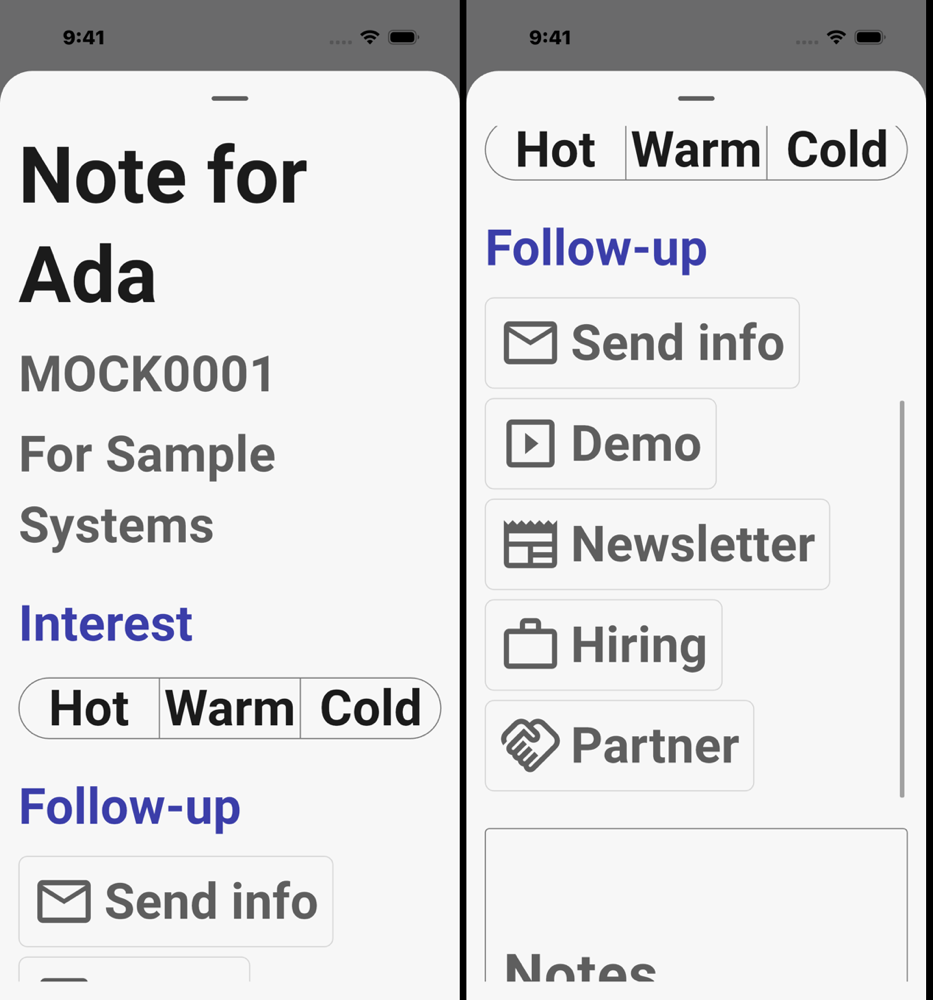 9:41
Note for
Ada
MOCK0001
For Sample
Systems
Interest
Hot Warm Cold
Follow-up
Send info
9:41
Hot Warm Cold
Follow-up
Send info
Demo
Newsletter
Hiring
Partner
Notes